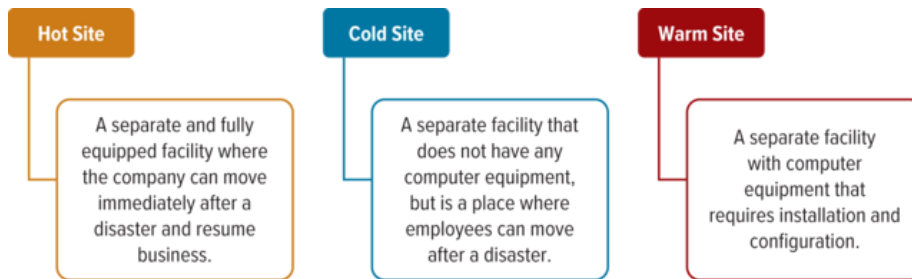 Hot Site
A separate and fully
equipped facility where
the company can move
immediately after a
disaster and resume
business.
Cold Site
A separate facility that
does not have any
computer equipment,
but is a place where
employees can move
after a disaster.
Warm Site
A separate facility
with computer
equipment that
requires installation and
configuration.